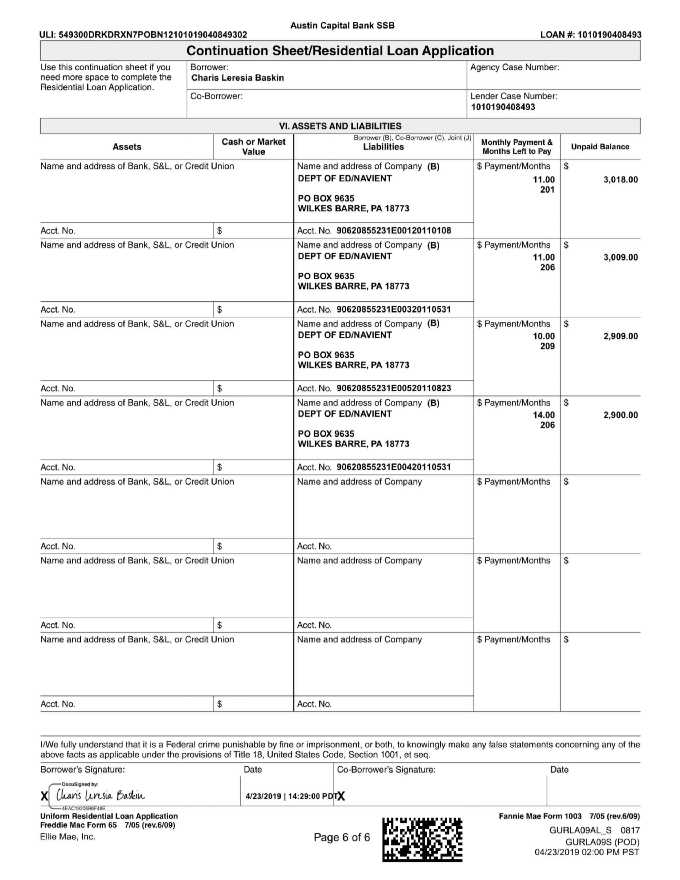 Austin Capital Bank SSB
ULI: 549300DRKDRXN7POBN12101019040849302 LOAN #: 1010190408493
Continuation Sheet/Residential Loan Application
Use this continuation sheet if you
need more space to complete the
Residential Loan Application.
Borrower:
Charis Leresia Baskin
Agency Case Number:
Co-Borrower:
Lender Case Number:
1010190408493
VI. ASSETS AND LIABILITIES
Borrower (B), Co-Borrower (C), Joint (J)
Assets Cash or Market Value Liabilities Monthly Payment & Months Left to Pay Unpaid Balance
Name and address of Bank, S&L, or Credit Union Name and address of Company (B) $ Payment/Months $
DEPT OF ED/NAVIENT 11.00 3,018.00
201
PO BOX 9635
WILKES BARRE, PA 18773
Acct. No. $ Acct. No. 90620855231E00120110108
Name and address of Bank, S&L, or Credit Union Name and address of Company (B) $ Payment/Months $
DEPT OF ED/NAVIENT 11.00 3,009.00
206
PO BOX 9635
WILKES BARRE, PA 18773
Acct. No. $ Acct. No. 90620855231E00320110531
Name and address of Bank, S&L, or Credit Union Name and address of Company (B) $ Payment/Months $
DEPT OF ED/NAVIENT 10.00 2,909.00
209
PO BOX 9635
WILKES BARRE, PA 18773
Acct. No. $ Acct. No. 90620855231E00520110823
Name and address of Bank, S&L, or Credit Union Name and address of Company (B) $ Payment/Months $
DEPT OF ED/NAVIENT 14.00 2,900.00
206
PO BOX 9635
WILKES BARRE, PA 18773
Acct. No. $ Acct. No. 90620855231E00420110531
Name and address of Bank, S&L, or Credit Union Name and address of Company $ Payment/Months $
Acct. No. $ Acct. No.
Name and address of Bank, S&L, or Credit Union Name and address of Company $ Payment/Months $
Acct. No. $ Acct. No.
Name and address of Bank, S&L, or Credit Union Name and address of Company $ Payment/Months $
Acct. No. $ Acct. No.
I/We fully understand that it is a Federal crime punishable by fine or imprisonment, or both, to knowingly make any false statements concerning any of the
above facts as applicable under the provisions of Title 18, United States Code, Section 1001, et seq.
Borrower's Signature: Date Co-Borrower's Signature: Date
DocuSigned by:
X Charis Leresia Baskin 4/23/2019 | 14:29:00 PDT X
Uniform Residential Loan Application
Freddie Mac Form 65 7/05 (rev.6/09)
Ellie Mae, Inc.
Page 6 of 6
Fannie Mae Form 1003 7/05 (rev.6/09)
GURLA09AL_S 0817
GURLA09S (POD)
04/23/2019 02:00 PM PST